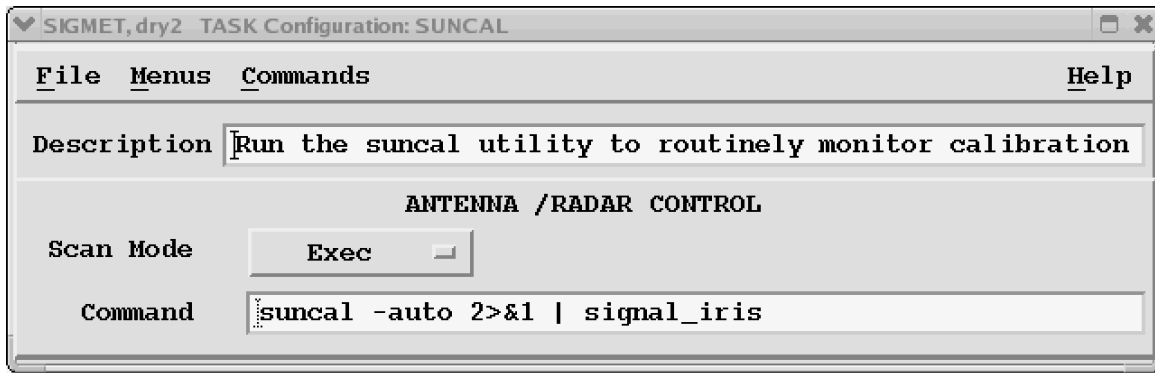 SIGMET, dry2 TASK Configuration: SUNCAL
File Menus Commands Help
Description Run the suncal utility to routinely monitor calibration
ANTENNA /RADAR CONTROL
Scan Mode Exec
Command suncal -auto 2>&1 | signal_iris